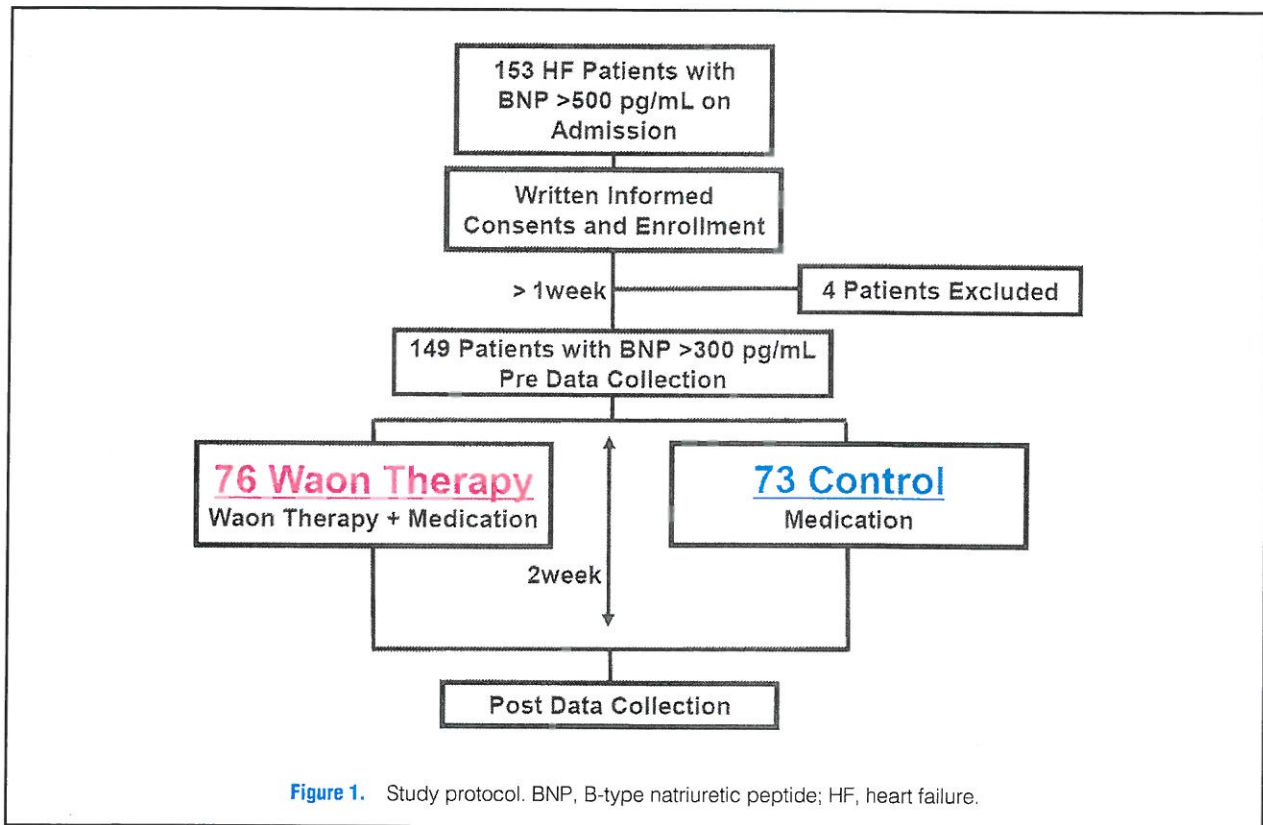 153 HF Patients with
BNP >500 pg/mL on
Admission
Written Informed
Consents and Enrollment
> 1week
4 Patients Excluded
149 Patients with BNP >300 pg/mL
Pre Data Collection
76 Waon Therapy
Waon Therapy + Medication
73 Control
Medication
2week
Post Data Collection
Figure 1. Study protocol. BNP, B-type natriuretic peptide; HF, heart failure.